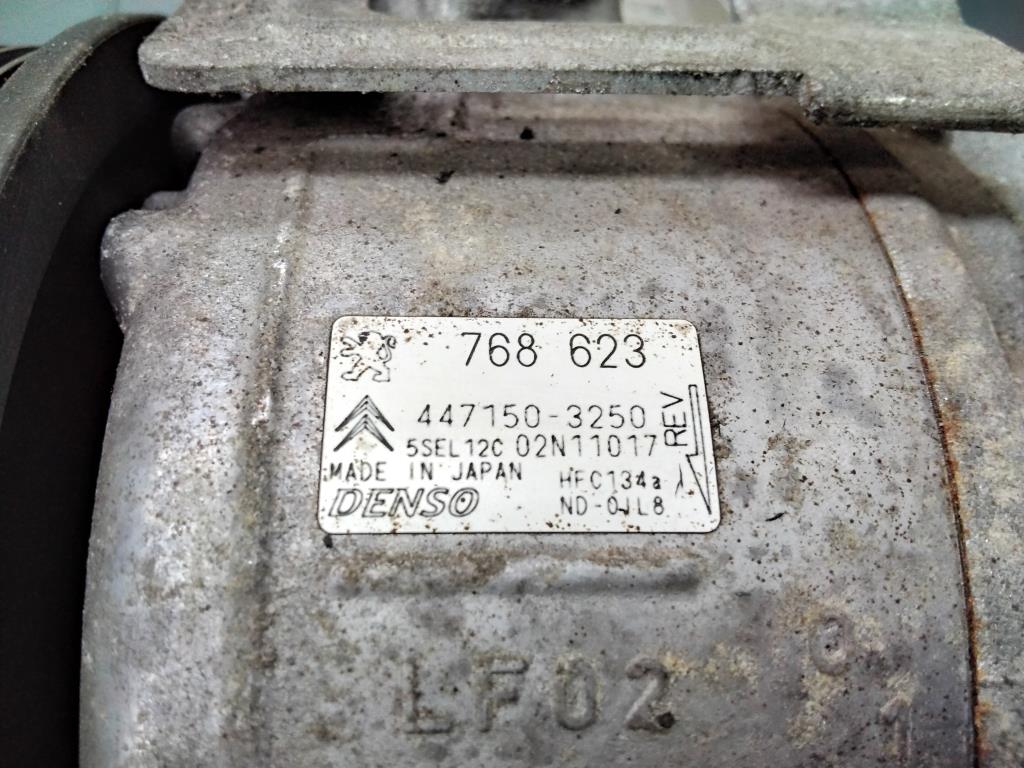 768 623
447150-3250
REV
5SEL12C 02N11017
MADE IN JAPAN
HFC134a
DENSO
ND-OIL8
LF02